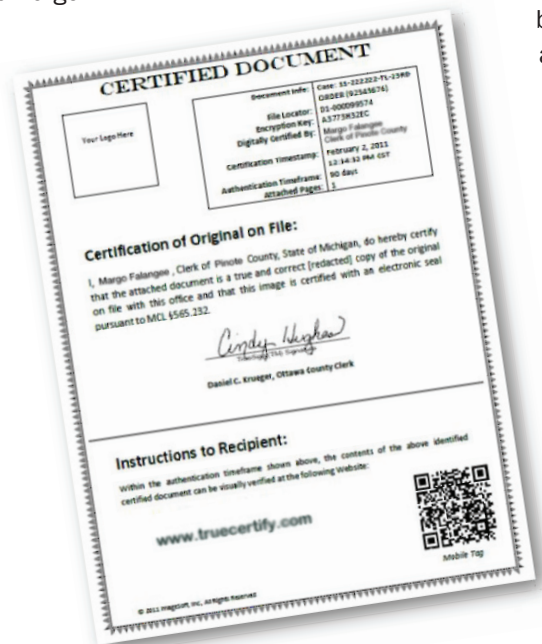 b
a
CERTIFIED DOCUMENT
Your Logo Here
Document Info: Case: 11-222222-TL-23RD
ORDER (92345676)
File Locator: 01-000099574
Encryption Key: A3773H32EC
Digitally Certified By: Margo Falangee
Clerk of Pinote County
Certification Timestamp: February 2, 2011
12:14:32 PM CST
Authentication Timeframe: 90 days
Attached Pages: 1
Certification of Original on File:
I, Margo Falangee , Clerk of Pinote County, State of Michigan, do hereby certify
that the attached document is a true and correct [redacted] copy of the original
on file with this office and that this image is certified with an electronic seal
pursuant to MCL §565.232.
Cindy Hughes
Daniel C. Krueger, Ottawa County Clerk
Instructions to Recipient:
Within the authentication timeframe shown above, the contents of the above identified
certified document can be visually verified at the following Website:
www.truecertify.com
Mobile Tag
© 2011 ImageSoft, Inc, All Rights Reserved